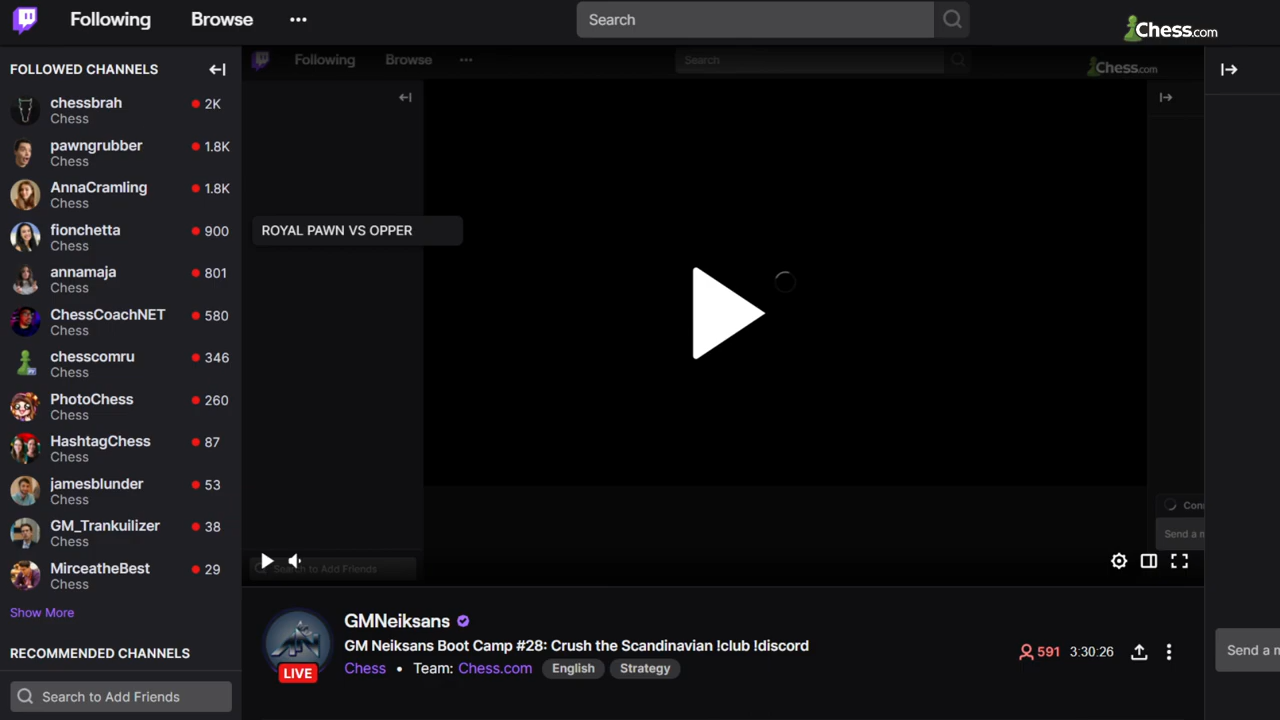 Following
Browse
Search
Chess.com
FOLLOWED CHANNELS
chessbrah
Chess
2K
pawngrubber
Chess
1.8K
AnnaCramling
Chess
1.8K
fionchetta
Chess
900
annamaja
Chess
801
ChessCoachNET
Chess
580
chesscomru
Chess
346
PhotoChess
Chess
260
HashtagChess
Chess
87
jamesblunder
Chess
53
GM_Trankuilizer
Chess
38
MirceatheBest
Chess
29
Show More
RECOMMENDED CHANNELS
Search to Add Friends
Following
Browse
Search
Chess.com
ROYAL PAWN VS OPPER
Search to Add Friends
Conn
Send a m
GMNeiksans
GM Neiksans Boot Camp #28: Crush the Scandinavian !club !discord
LIVE
Chess • Team: Chess.com English Strategy
591 3:30:26
Send a m